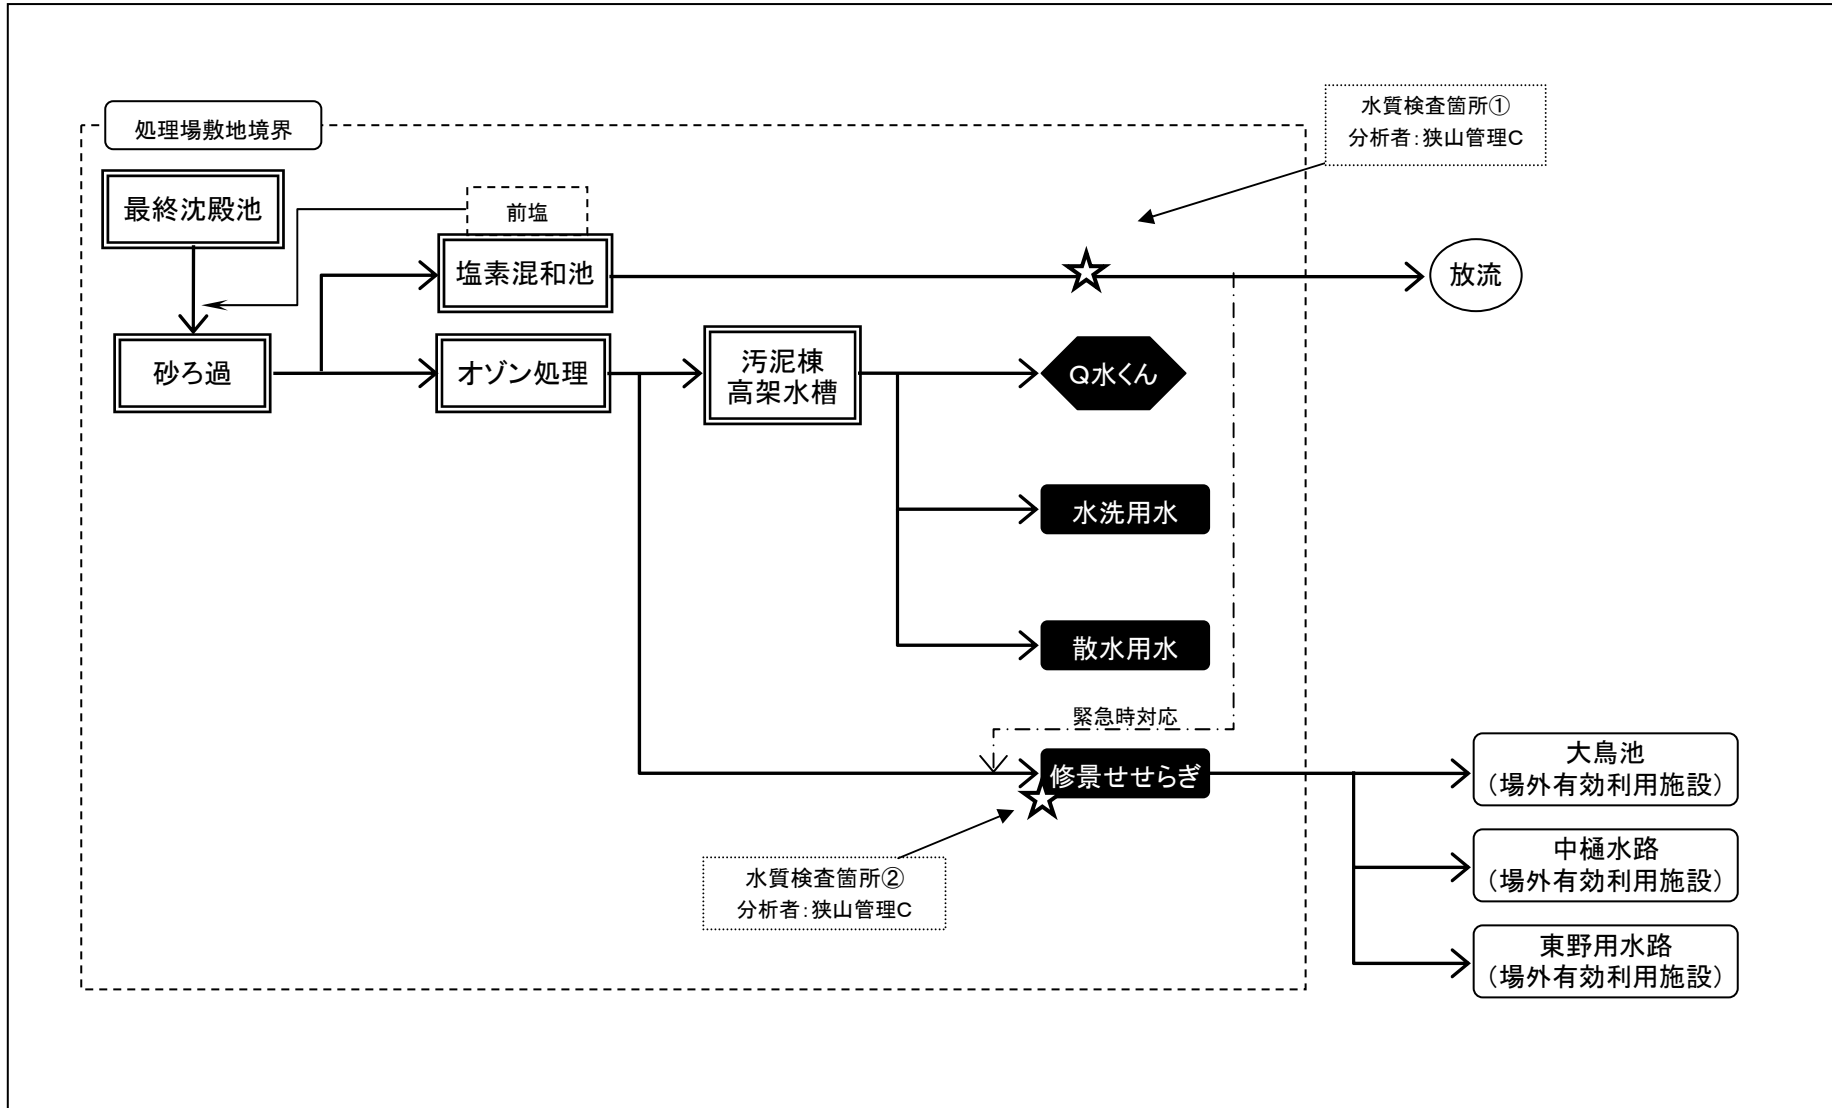 水質検査箇所①
分析者:狭山管理C
処理場敷地境界
最終沈殿池
前塩
塩素混和池
放流
砂ろ過
オゾン処理
汚泥棟
高架水槽
Q水くん
水洗用水
散水用水
緊急時対応
修景せせらぎ
大鳥池
(場外有効利用施設)
中樋水路
(場外有効利用施設)
東野用水路
(場外有効利用施設)
水質検査箇所②
分析者:狭山管理C